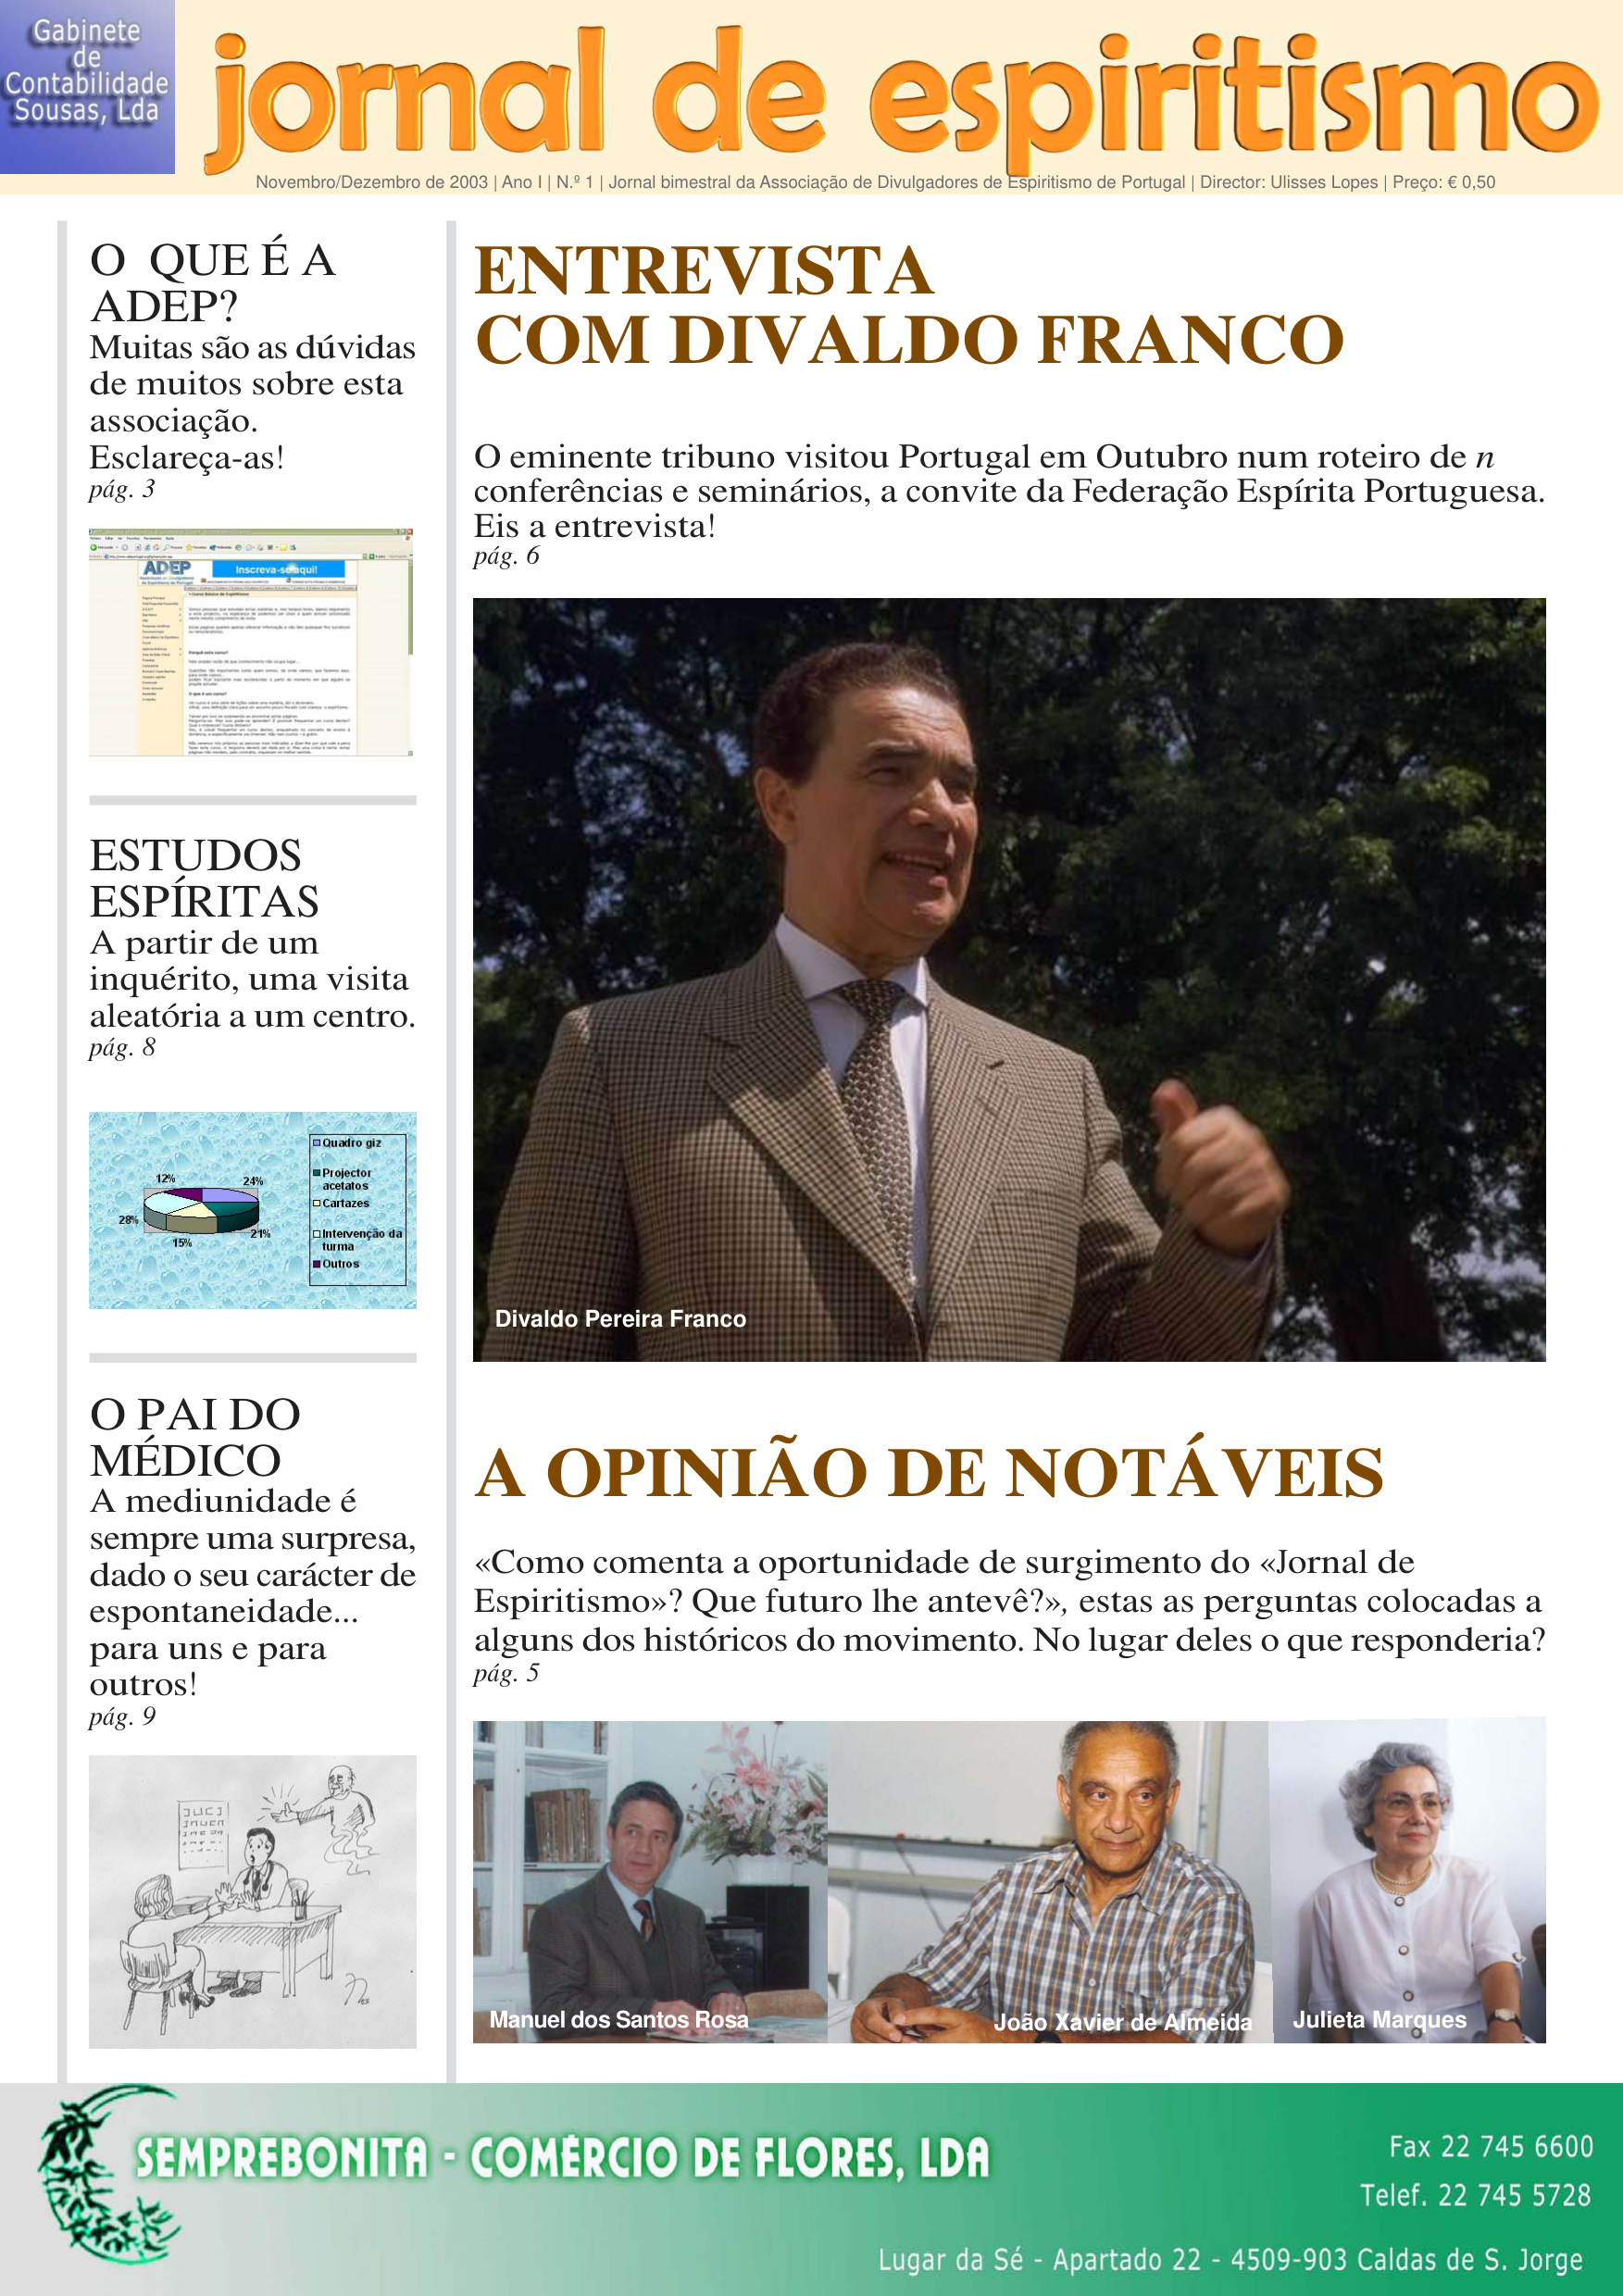 Gabinete
de
Contabilidade
Sousas, Lda
jornal de espiritismo
Novembro/Dezembro de 2003 | Ano I | N.º 1 | Jornal bimestral da Associação de Divulgadores de Espiritismo de Portugal | Director: Ulisses Lopes | Preço: € 0,50
O QUE É A
ADEP?
Muitas são as dúvidas
de muitos sobre esta
associação.
Esclareça-as!
pág. 3
ADEP
Inscreva-se aqui!
ESTUDOS
ESPÍRITAS
A partir de um
inquérito, uma visita
aleatória a um centro.
pág. 8
12%
24%
28%
21%
15%
Quadro giz
Projector
acetatos
Cartazes
Intervenção da
turma
Outros
O PAI DO
MÉDICO
A mediunidade é
sempre uma surpresa,
dado o seu carácter de
espontaneidade...
para uns e para
outros!
pág. 9
ENTREVISTA
COM DIVALDO FRANCO
O eminente tribuno visitou Portugal em Outubro num roteiro de n
conferências e seminários, a convite da Federação Espírita Portuguesa.
Eis a entrevista!
pág. 6
Divaldo Pereira Franco
A OPINIÃO DE NOTÁVEIS
«Como comenta a oportunidade de surgimento do «Jornal de
Espiritismo»? Que futuro lhe antevê?», estas as perguntas colocadas a
alguns dos históricos do movimento. No lugar deles o que responderia?
pág. 5
Manuel dos Santos Rosa
João Xavier de Almeida
Julieta Marques
SEMPREBONITA - COMÉRCIO DE FLORES, LDA
Fax 22 745 6600
Telef. 22 745 5728
Lugar da Sé - Apartado 22 - 4509-903 Caldas de S. Jorge